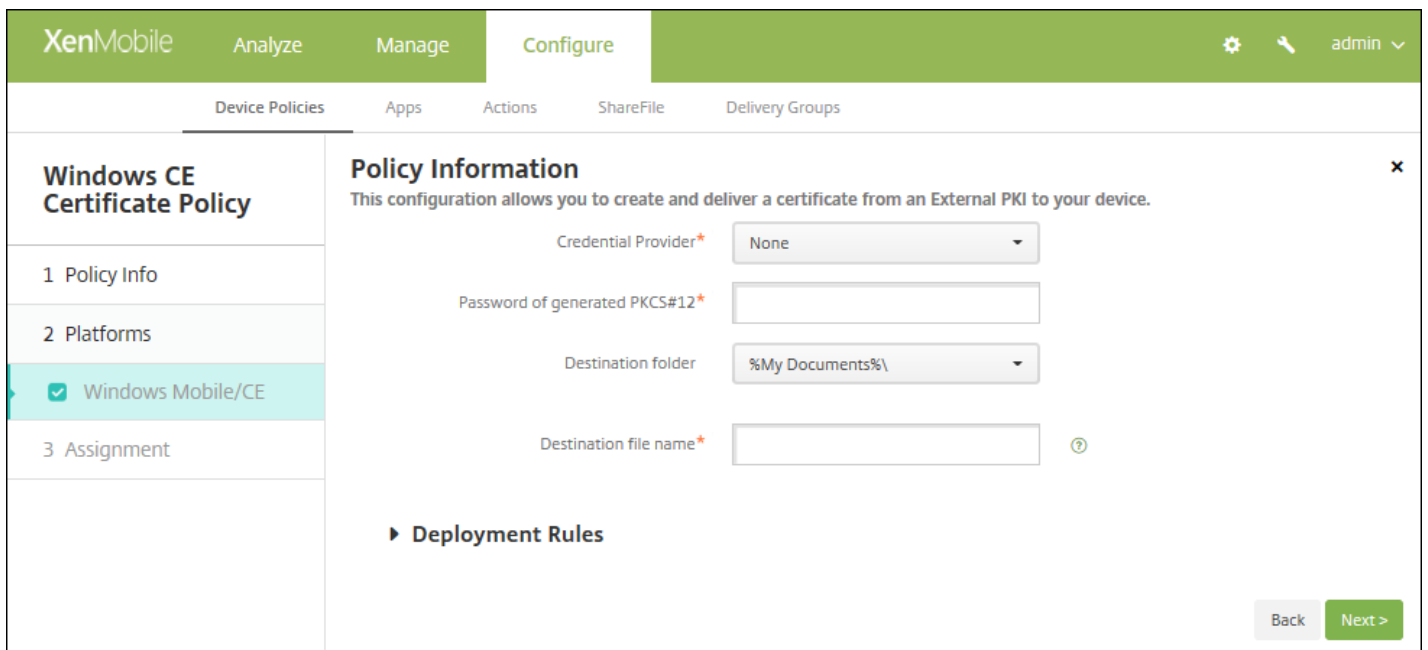 XenMobile Analyze Manage Configure admin
Device Policies Apps Actions ShareFile Delivery Groups
Windows CE
Certificate Policy
1 Policy Info
2 Platforms
Windows Mobile/CE
3 Assignment
Policy Information
This configuration allows you to create and deliver a certificate from an External PKI to your device.
Credential Provider* None
Password of generated PKCS#12*
Destination folder %My Documents%\
Destination file name* ?
Deployment Rules
Back Next >